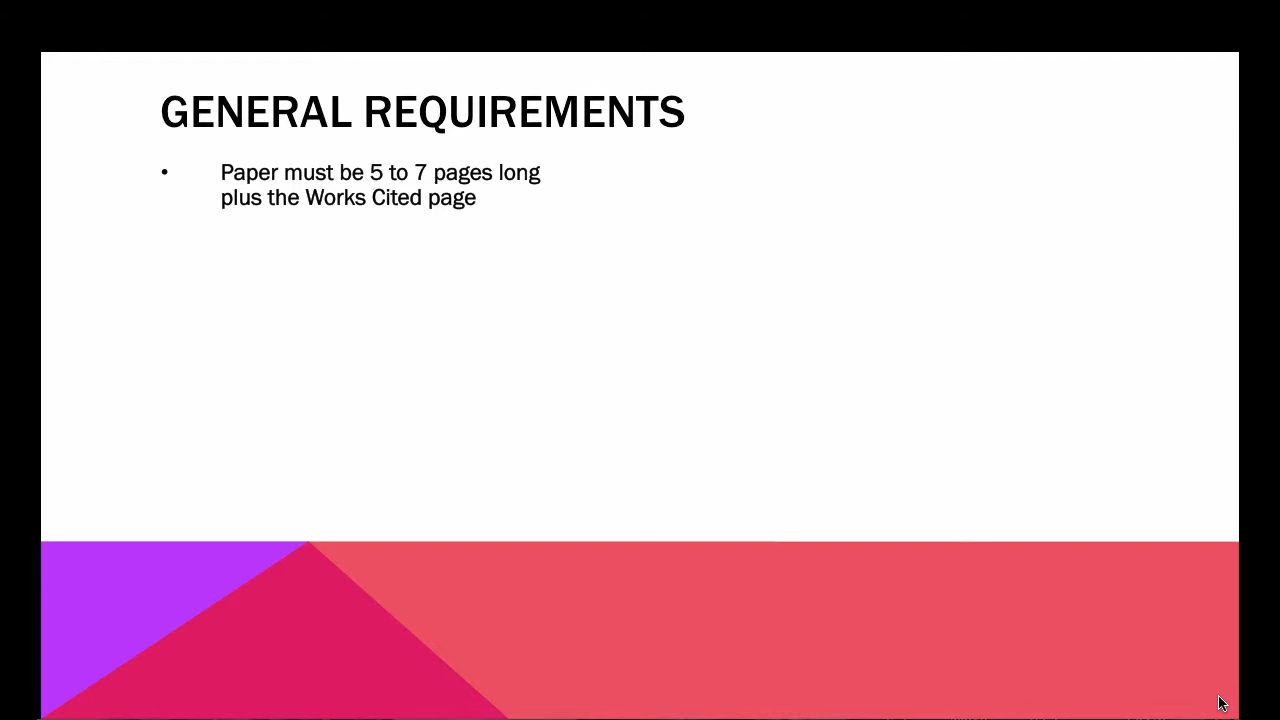 GENERAL REQUIREMENTS
• Paper must be 5 to 7 pages long
plus the Works Cited page